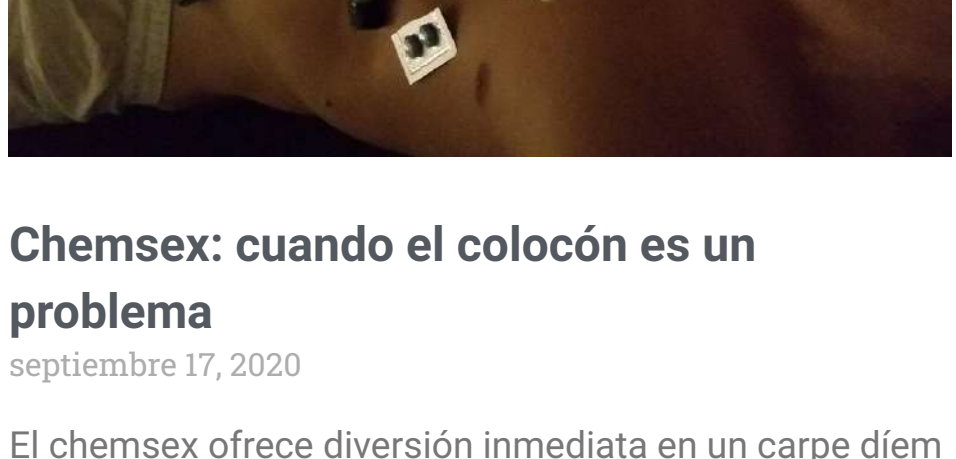 Chemsex: cuando el colocón es un
problema
septiembre 17, 2020
El chemsex ofrece diversión inmediata en un carpe díem